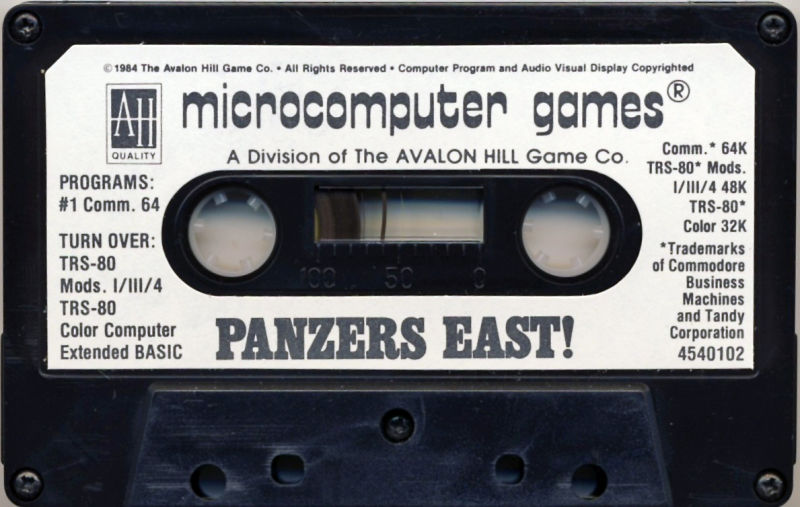 ©1984 The Avalon Hill Game Co. • All Rights Reserved • Computer Program and Audio Visual Display Copyrighted
AH
QUALITY
microcomputer games®
A Division of The AVALON HILL Game Co.
PROGRAMS:
#1 Comm. 64
TURN OVER:
TRS-80
Mods. I/III/4
TRS-80
Color Computer
Extended BASIC
Comm.* 64K
TRS-80* Mods.
I/III/4 48K
TRS-80*
Color 32K
*Trademarks
of Commodore
Business
Machines
and Tandy
Corporation
4540102
100 50 0
PANZERS EAST!